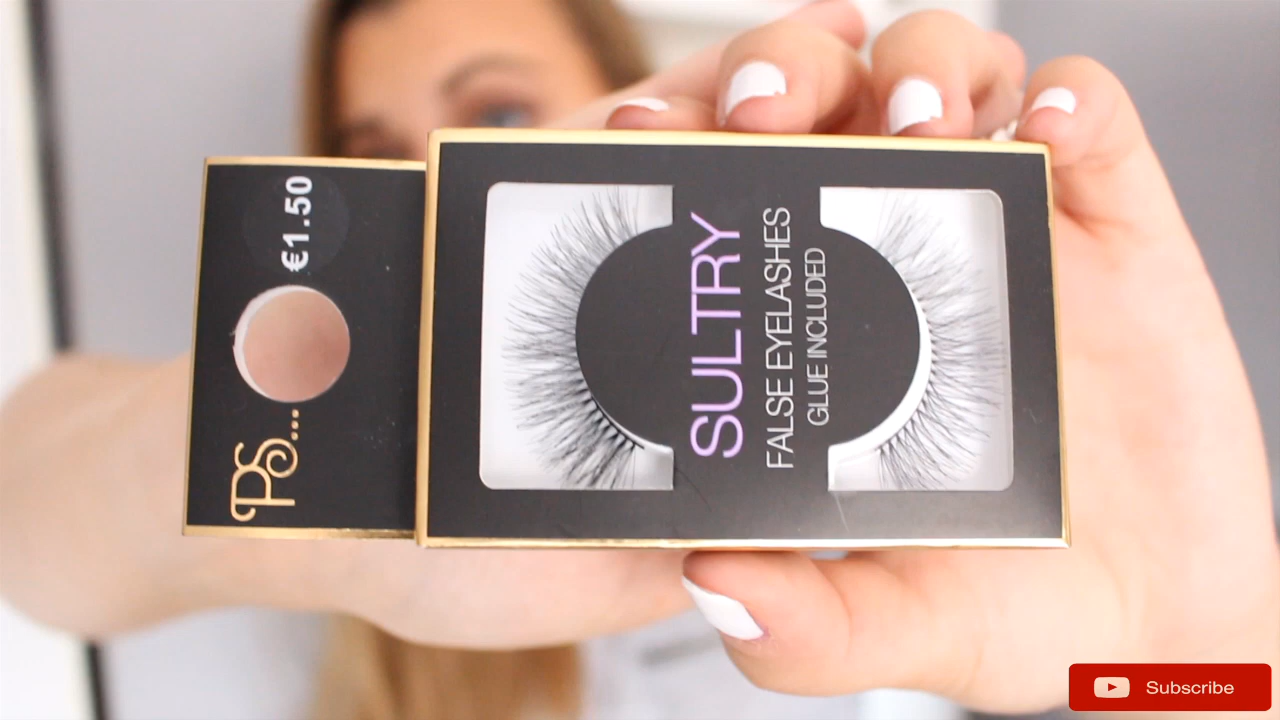 €1.50
PS...
SULTRY
FALSE EYELASHES
GLUE INCLUDED
Subscribe